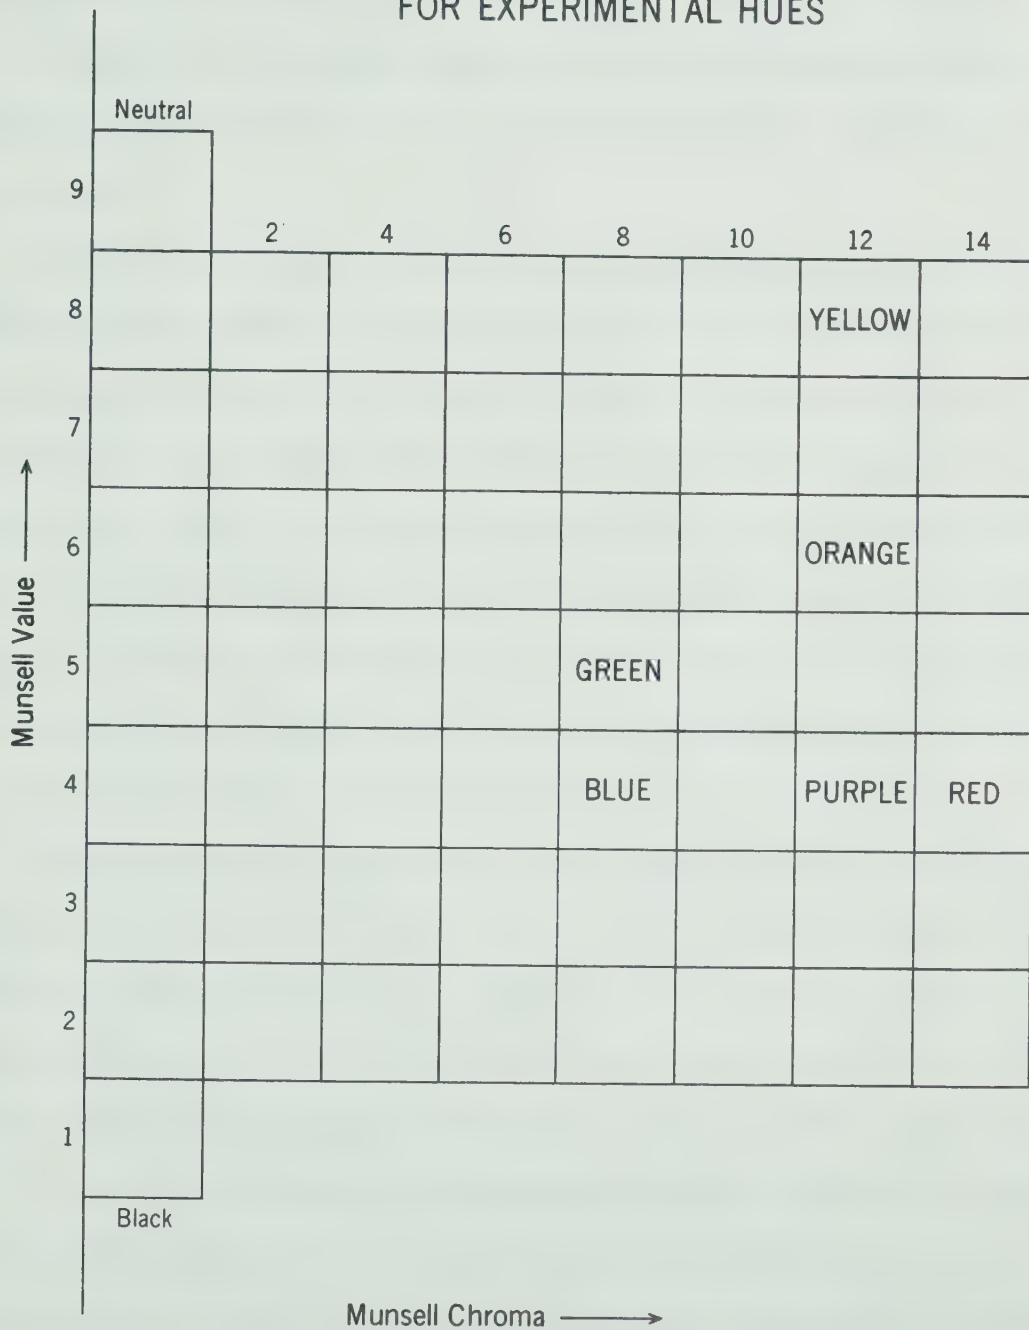 FOR EXPERIMENTAL HUES
Neutral
9
2 4 6 8 10 12 14
8 YELLOW
7
6 ORANGE
5 GREEN
4 BLUE PURPLE RED
3
2
1
Black
Munsell Value
Munsell Chroma